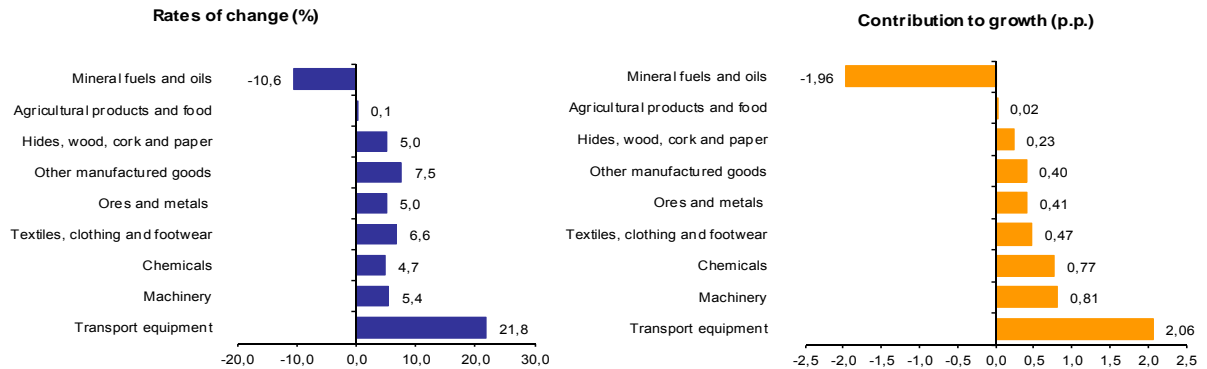 Rates of change (%)
Mineral fuels and oils -10,6
Agricultural products and food 0,1
Hides, wood, cork and paper 5,0
Other manufactured goods 7,5
Ores and metals 5,0
Textiles, clothing and footwear 6,6
Chemicals 4,7
Machinery 5,4
Transport equipment 21,8
-20,0 -10,0 0,0 10,0 20,0 30,0
Contribution to growth (p.p.)
Mineral fuels and oils -1,96
Agricultural products and food 0,02
Hides, wood, cork and paper 0,23
Other manufactured goods 0,40
Ores and metals 0,41
Textiles, clothing and footwear 0,47
Chemicals 0,77
Machinery 0,81
Transport equipment 2,06
-2,5 -2,0 -1,5 -1,0 -0,5 0,0 0,5 1,0 1,5 2,0 2,5